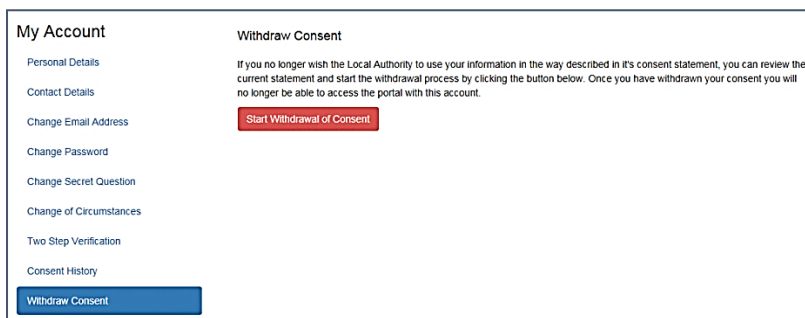 My Account
Personal Details
Contact Details
Change Email Address
Change Password
Change Secret Question
Change of Circumstances
Two Step Verification
Consent History
Withdraw Consent
Withdraw Consent
If you no longer wish the Local Authority to use your information in the way described in it's consent statement, you can review the
current statement and start the withdrawal process by clicking the button below. Once you have withdrawn your consent you will
no longer be able to access the portal with this account.
Start Withdrawal of Consent